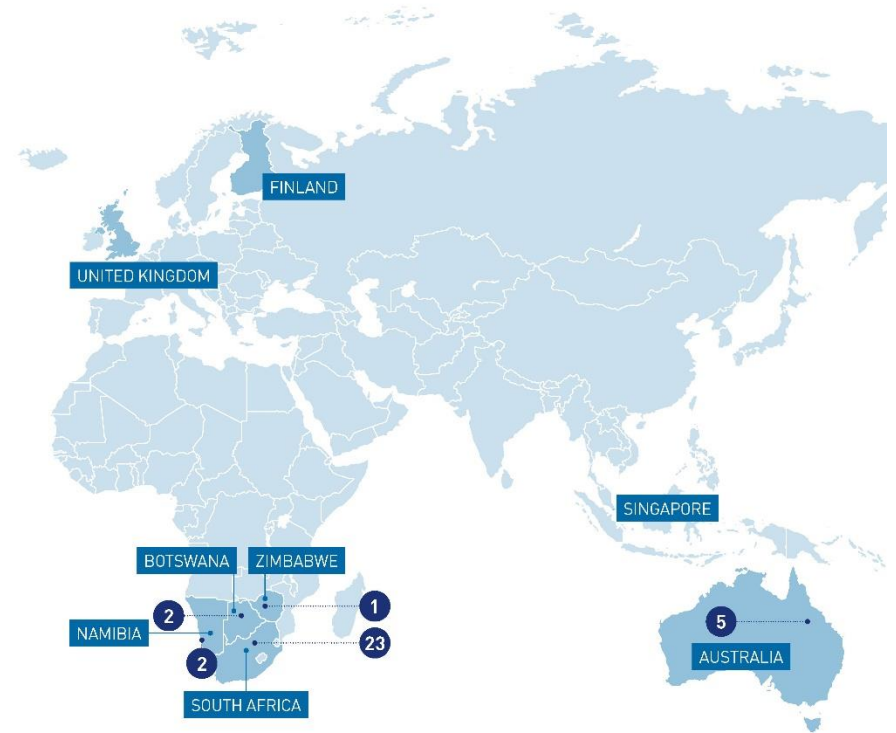 FINLAND
UNITED KINGDOM
SINGAPORE
BOTSWANA
ZIMBABWE
2
1
NAMIBIA
5
23
2
AUSTRALIA
SOUTH AFRICA